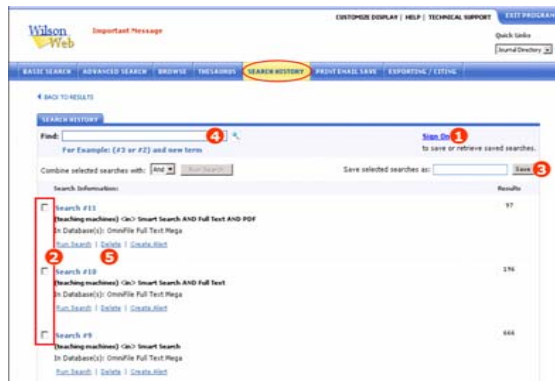 CUSTOMIZE DISPLAY | HELP | TECHNICAL SUPPORT
EXIT PROGRAM
Wilson
Web
Important Message
Quick Links
Journal Directory
BASIC SEARCH ADVANCED SEARCH BROWSE THESAURUS SEARCH HISTORY PRINT EMAIL SAVE EXPORTING / CITING
BACK TO RESULTS
SEARCH HISTORY
Find: 4
Sign On 1
For Example: (#3 or #2) and new term
to save or retrieve saved searches.
Combine selected searches with: And Run Search
Save selected searches as: Save 3
Search Information:
Results
Search #11
97
(teaching machines) <in> Smart Search AND Full Text AND PDF
In Database(s): OmniFile Full Text Mega
Run Search | Delete | Create Alert
2
5
Search #10
196
(teaching machines) <in> Smart Search AND Full Text
In Database(s): OmniFile Full Text Mega
Run Search | Delete | Create Alert
Search #9
666
(teaching machines) <in> Smart Search
In Database(s): OmniFile Full Text Mega
Run Search | Delete | Create Alert